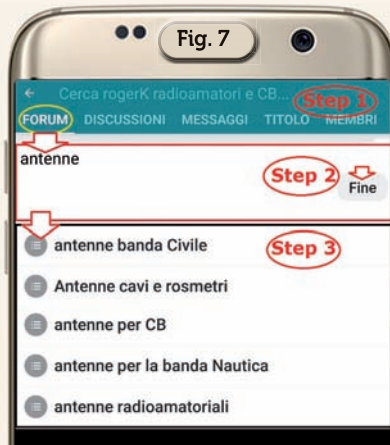 Fig. 7
Cerca rogerK radioamatori e CB...
Step 1
FORUM DISCUSSIONI MESSAGGI TITOLO MEMBRI
antenne
Step 2
Fine
antenne banda Civile
Step 3
Antenne cavi e rosmetri
antenne per CB
antenne per la banda Nautica
antenne radioamatoriali